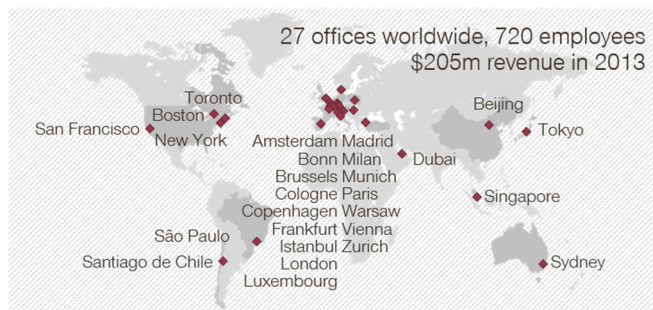 27 offices worldwide, 720 employees
$205m revenue in 2013
Toronto
Boston
San Francisco
New York
Beijing
Tokyo
Amsterdam Madrid
Bonn Milan
Dubai
Brussels Munich
Cologne Paris
Singapore
Copenhagen Warsaw
Frankfurt Vienna
São Paulo
Istanbul Zurich
Santiago de Chile
London
Sydney
Luxembourg